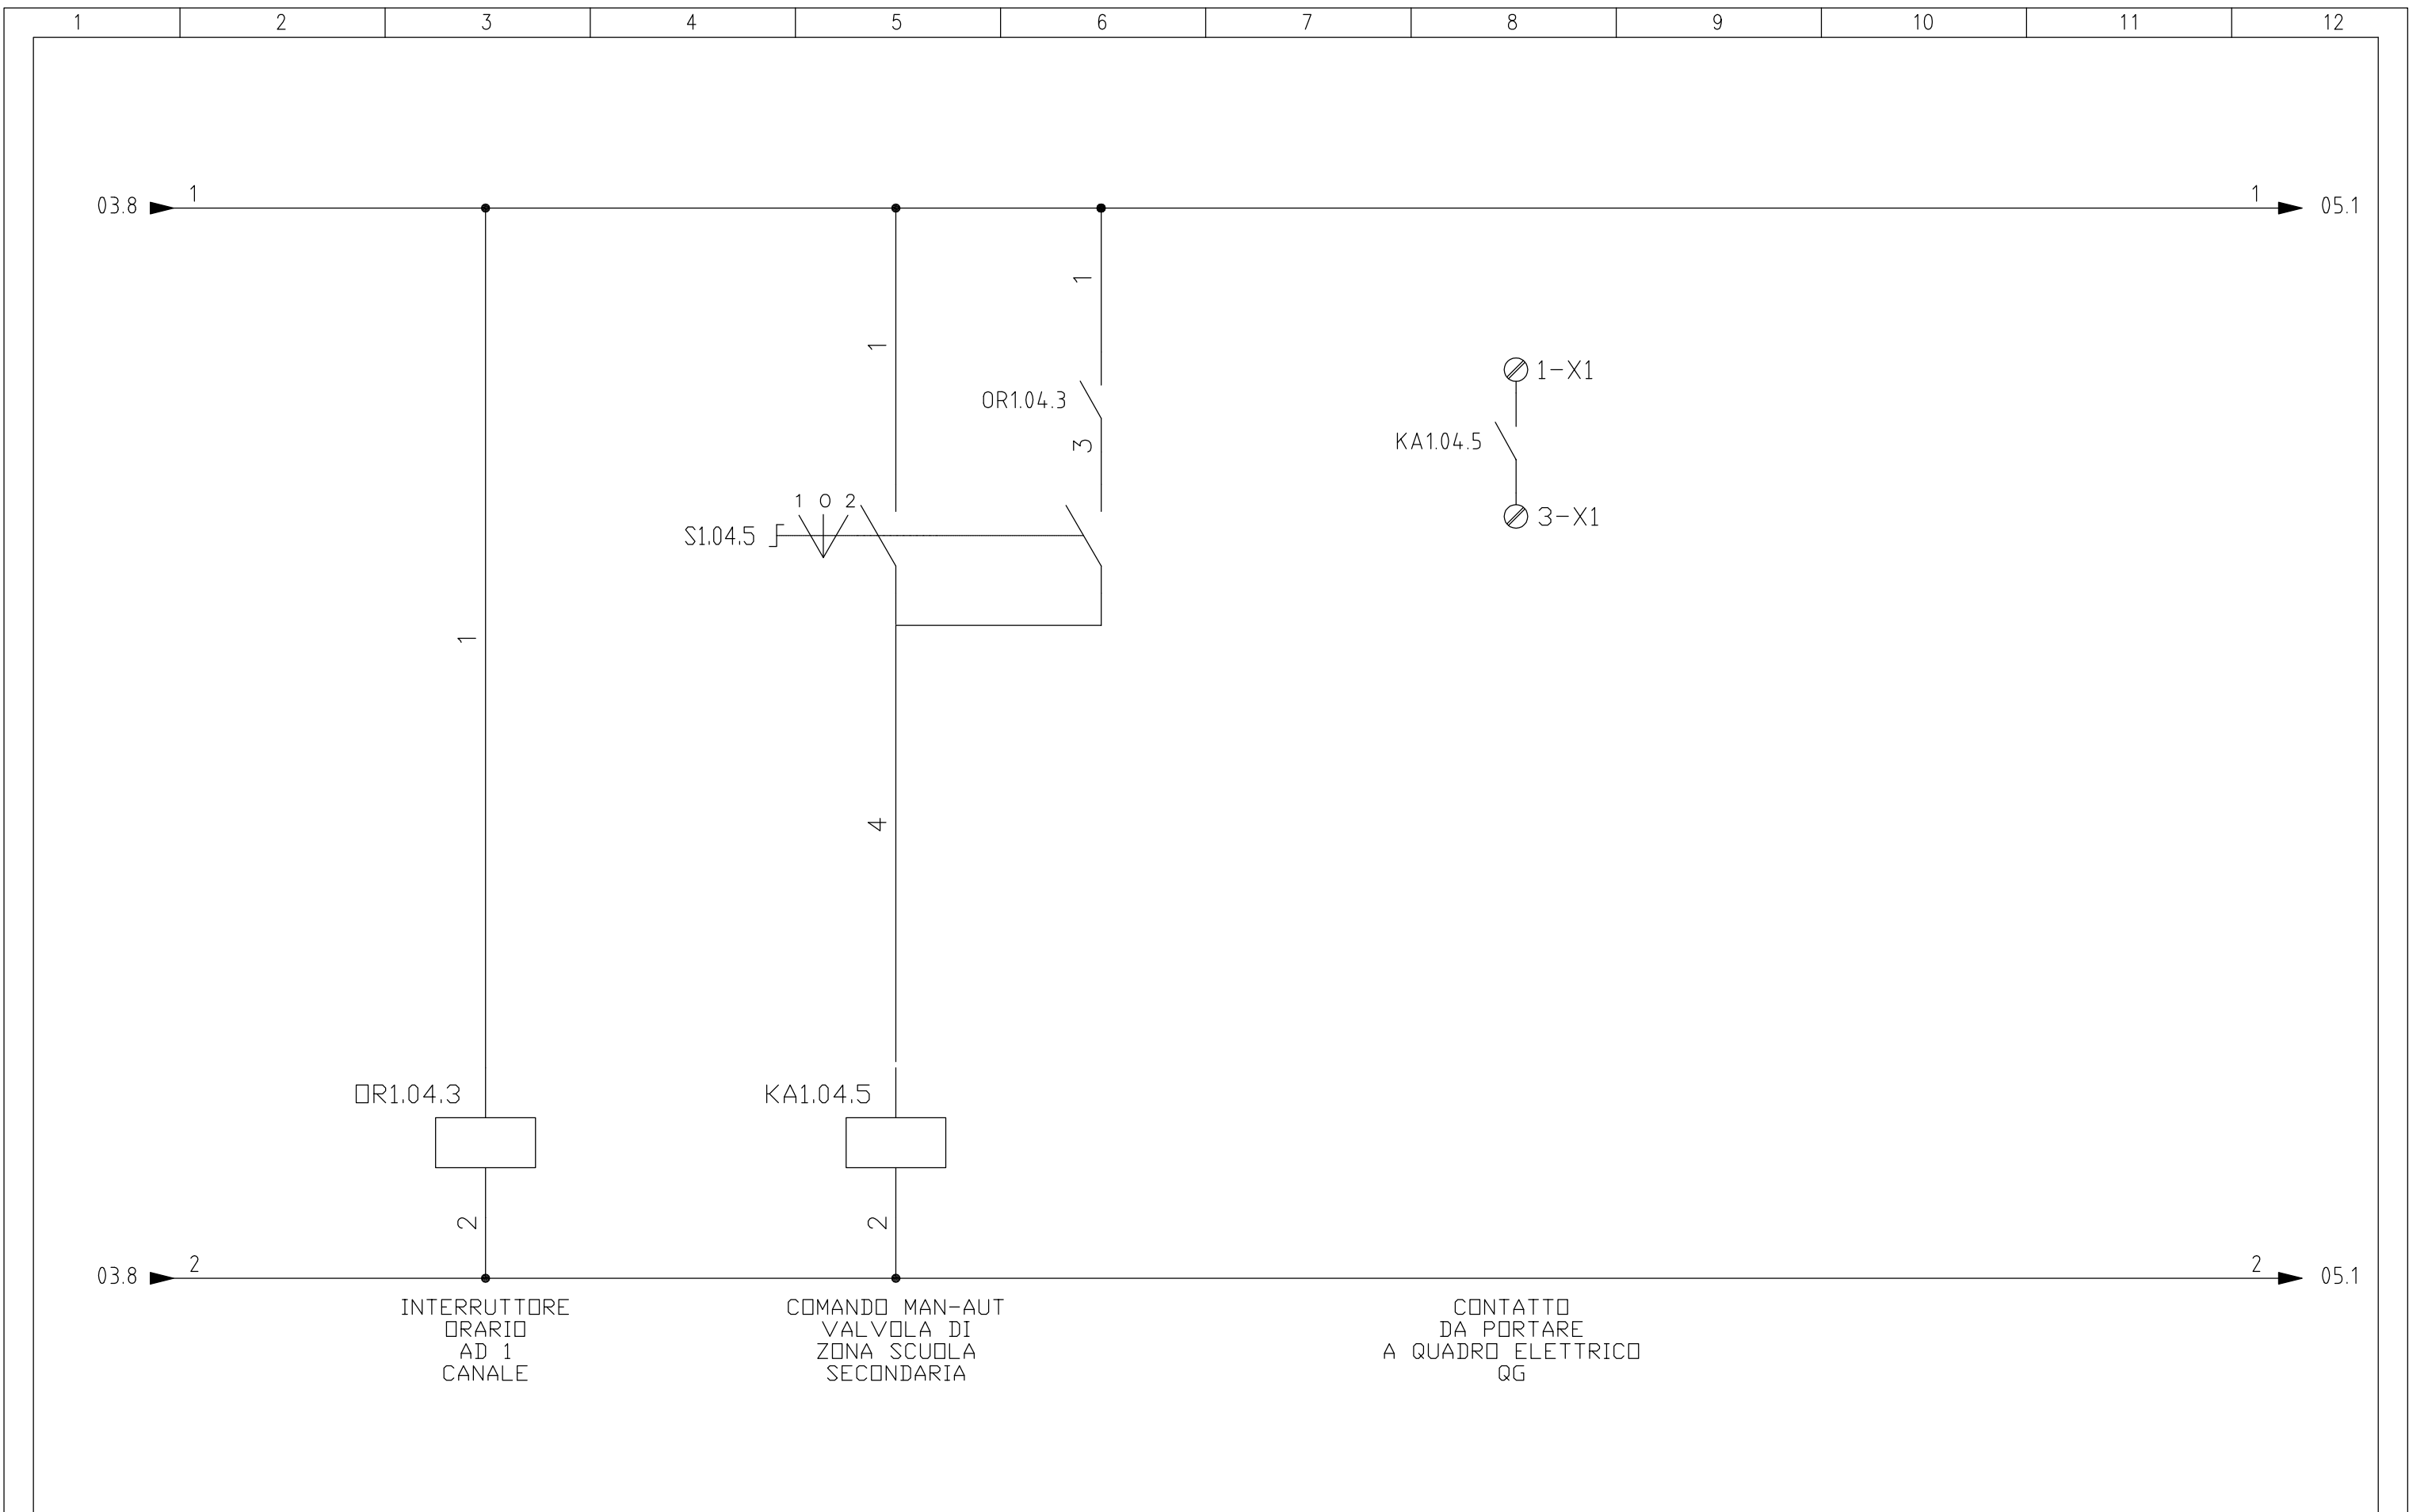 1 2 3 4 5 6 7 8 9 10 11 12
03.8 1 1 05.1
1
1
1-X1
OR1.04.3
KA1.04.5
3
1 0 2
S1.04.5
3-X1
1
4
OR1.04.3
KA1.04.5
2
2
03.8 2 2 05.1
INTERRUTTORE
ORARIO
AD 1
CANALE
COMANDO MAN-AUT
VALVOLA DI
ZONA SCUOLA
SECONDARIA
CONTATTO
DA PORTARE
A QUADRO ELETTRICO
QG